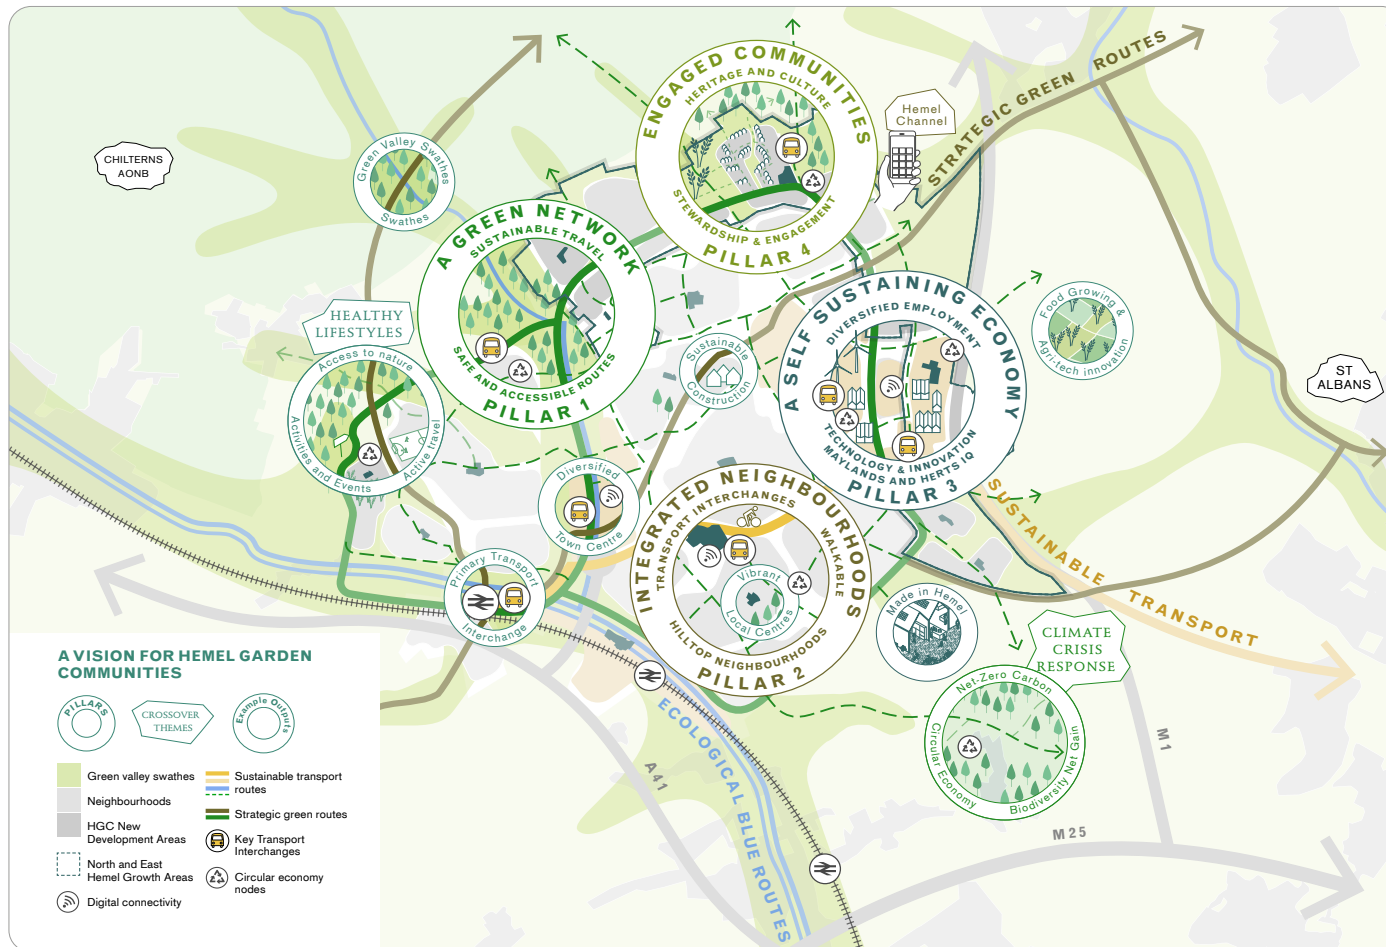 ENGAGED COMMUNITIES
HERITAGE AND CULTURE
STEWARDSHIP & ENGAGEMENT
PILLAR 4
Hemel
Channel
STRATEGIC GREEN ROUTES
CHILTERNS
AONB
Green Valley Swathes
Swathes
A GREEN NETWORK
SUSTAINABLE TRAVEL
SAFE AND ACCESSIBLE ROUTES
PILLAR 1
HEALTHY
LIFESTYLES
Access to nature
Activities and Events
Active travel
Sustainable
Construction
A SELF SUSTAINING ECONOMY
DIVERSIFIED EMPLOYMENT
TECHNOLOGY & INNOVATION
MAYLANDS AND HERTS IQ
PILLAR 3
Food Growing &
Agri-tech innovation
ST
ALBANS
Diversified
Town Centre
INTEGRATED NEIGHBOURHOODS
TRANSPORT INTERCHANGES
WALKABLE
Vibrant
Local Centres
HILLTOP NEIGHBOURHOODS
PILLAR 2
SUSTAINABLE TRANSPORT
Primary Transport
Interchange
Made in Hemel
CLIMATE
CRISIS
RESPONSE
Net-Zero Carbon
Circular Economy
Biodiversity Net Gain
ECOLOGICAL BLUE ROUTES
A41
M1
M25
A VISION FOR HEMEL GARDEN
COMMUNITIES
PILLARS
CROSSOVER
THEMES
Example Outputs
Green valley swathes
Neighbourhoods
HGC New
Development Areas
North and East
Hemel Growth Areas
Digital connectivity
Sustainable transport
routes
Strategic green routes
Key Transport
Interchanges
Circular economy
nodes